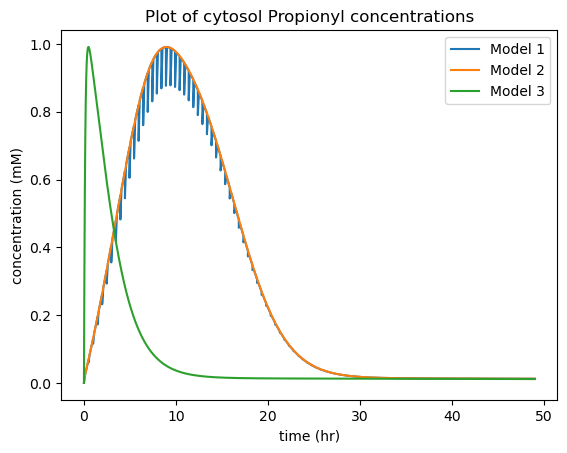 Plot of cytosol Propionyl concentrations
Model 1
Model 2
Model 3
concentration (mM)
1.0
0.8
0.6
0.4
0.2
0.0
0 10 20 30 40 50
time (hr)